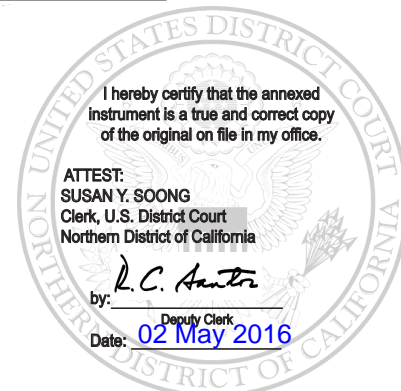 UNITED STATES DISTRICT COURT
I hereby certify that the annexed
instrument is a true and correct copy
of the original on file in my office.
ATTEST:
SUSAN Y. SOONG
Clerk, U.S. District Court
Northern District of California
by: R.C. Santos
Deputy Clerk
Date: 02 May 2016
NORTHERN DISTRICT OF CALIFORNIA